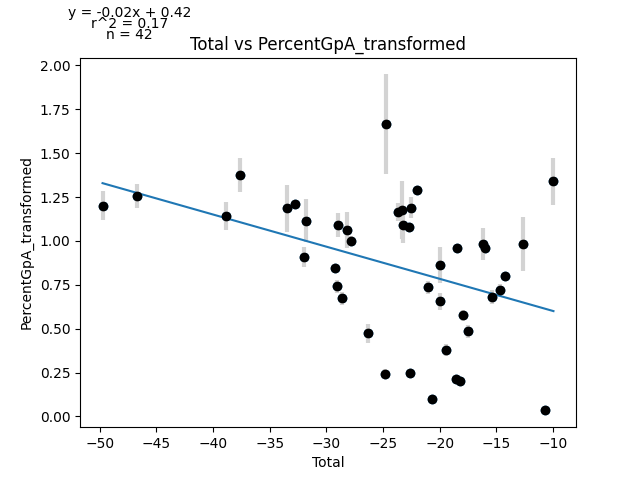 y = -0.02x + 0.42
r^2 = 0.17
n = 42
Total vs PercentGpA_transformed
2.00
1.75
1.50
1.25
1.00
0.75
0.50
0.25
0.00
PercentGpA_transformed
−50 −45 −40 −35 −30 −25 −20 −15 −10
Total